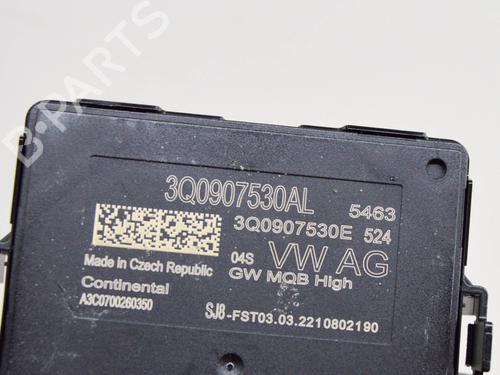 3Q0907530AL 5463
3Q0907530E 524
Made in Czech Republic 04S VW AG
Continental GW MQB High
A3C0700260350 SJ8-FST03.03.2210802190
B-PARTS